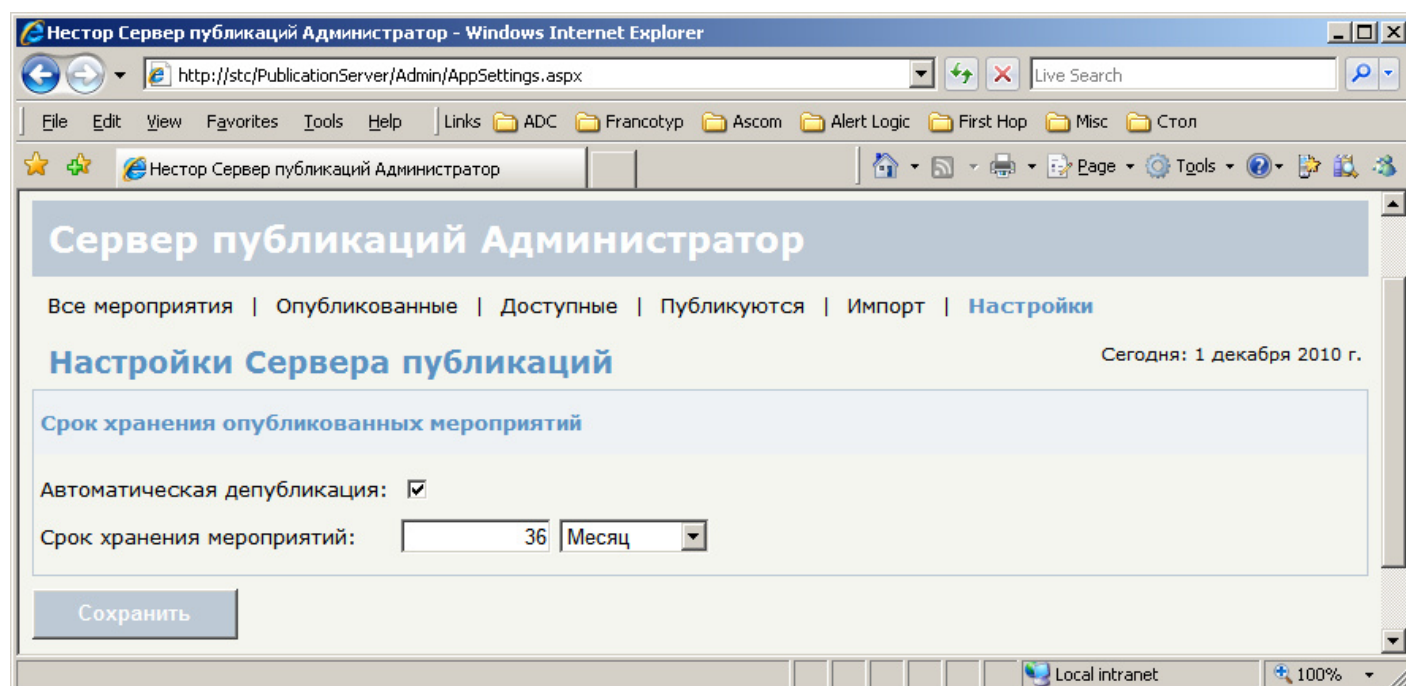 Нестор Сервер публикаций Администратор - Windows Internet Explorer
http://stc/PublicationServer/Admin/AppSettings.aspx Live Search
File Edit View Favorites Tools Help Links ADC Francotyp Ascom Alert Logic First Hop Misc Стол
Нестор Сервер публикаций Администратор Page Tools
Сервер публикаций Администратор
Все мероприятия | Опубликованные | Доступные | Публикуются | Импорт | Настройки
Настройки Сервера публикаций Сегодня: 1 декабря 2010 г.
Срок хранения опубликованных мероприятий
Автоматическая депубликация:
Срок хранения мероприятий: 36 Месяц
Сохранить
Local intranet 100%